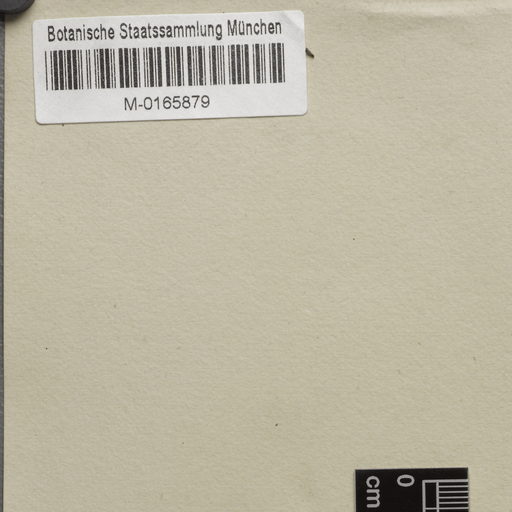 Botanische Staatssammlung München
M-0165879
0
cm